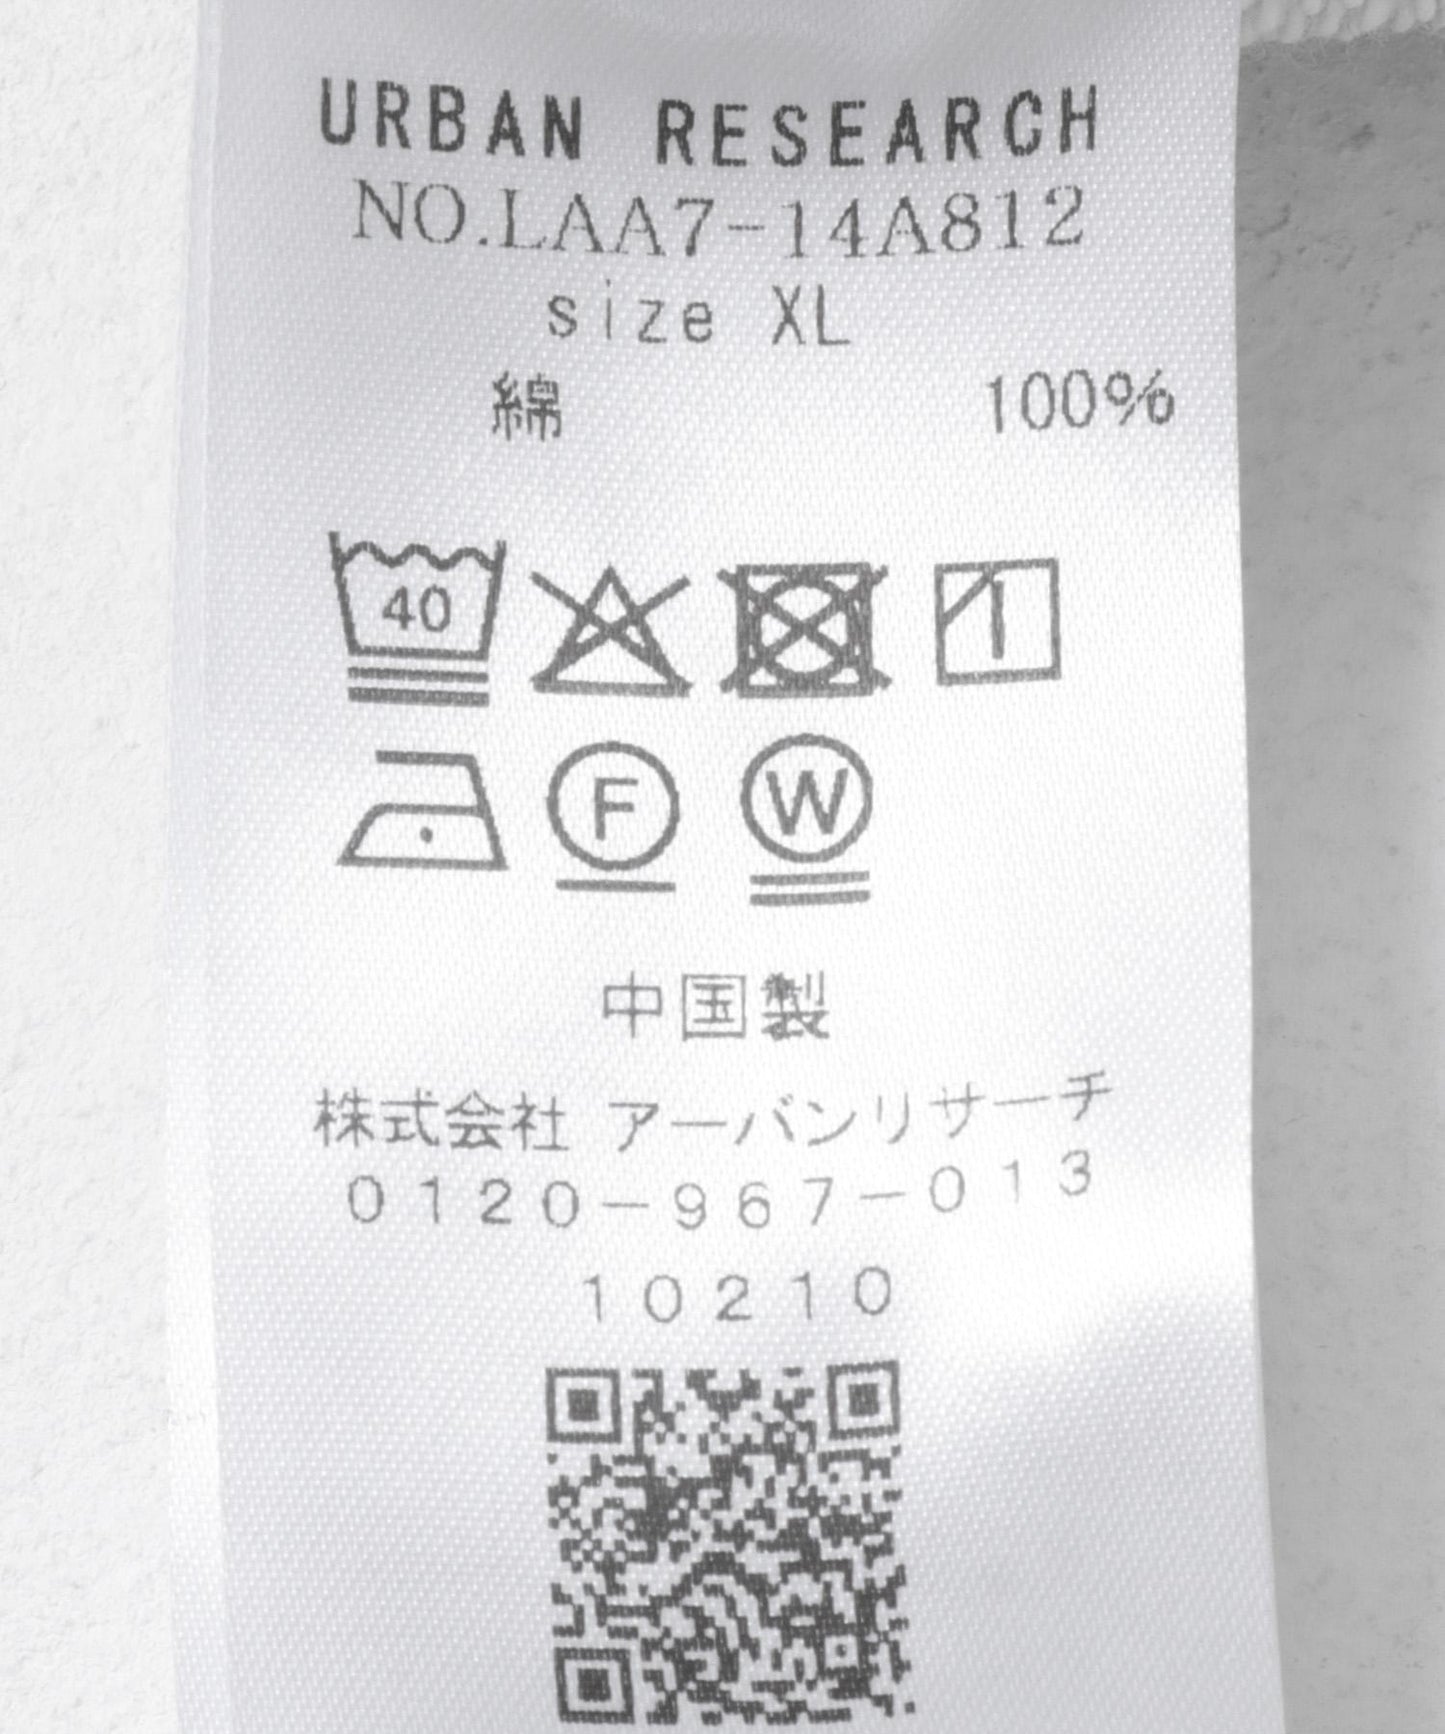 URBAN RESEARCH
NO.LAA7-14A812
size XL
綿 100%
40
F W
中国製
株式会社 アーバンリサーチ
0120-967-013
10210